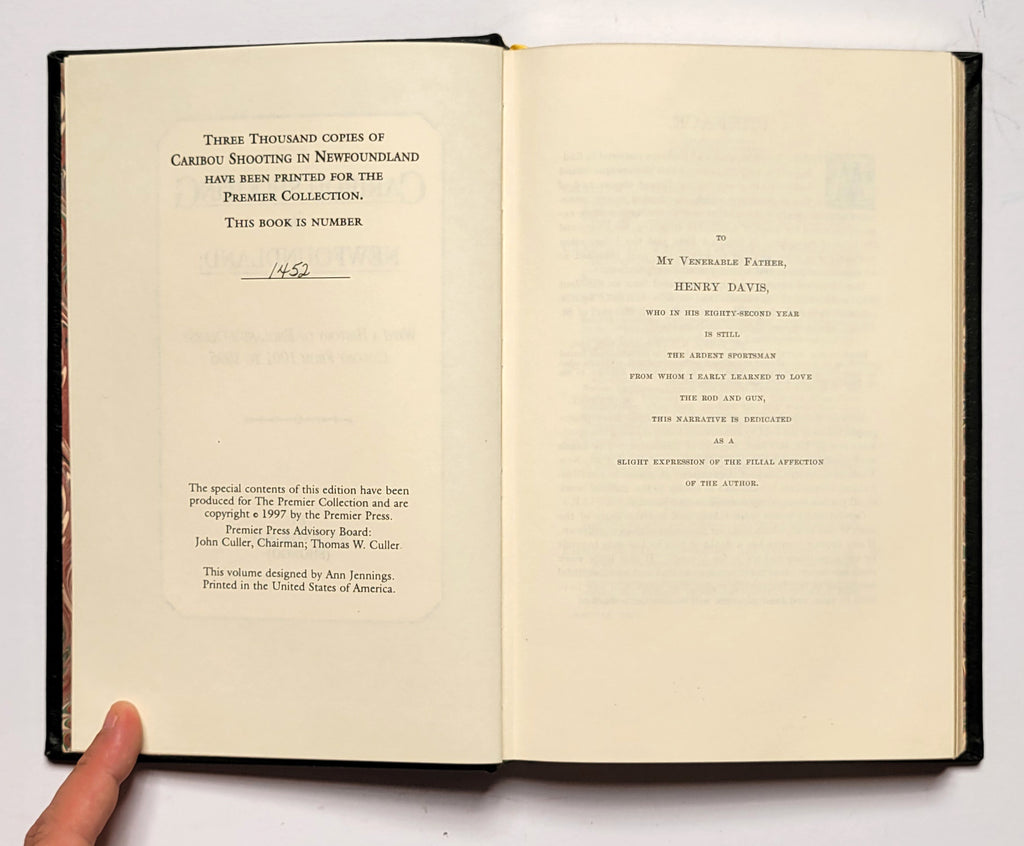 Three Thousand copies of
Caribou Shooting in Newfoundland
have been printed for the
Premier Collection.
This book is number
1452
The special contents of this edition have been
produced for The Premier Collection and are
copyright © 1997 by the Premier Press.
Premier Press Advisory Board:
John Culler, Chairman; Thomas W. Culler
This volume designed by Ann Jennings.
Printed in the United States of America.
TO
My Venerable Father,
HENRY DAVIS,
WHO IN HIS EIGHTY-SECOND YEAR
IS STILL
THE ARDENT SPORTSMAN
FROM WHOM I EARLY LEARNED TO LOVE
THE ROD AND GUN,
THIS NARRATIVE IS DEDICATED
AS A
SLIGHT EXPRESSION OF THE FILIAL AFFECTION
OF THE AUTHOR.